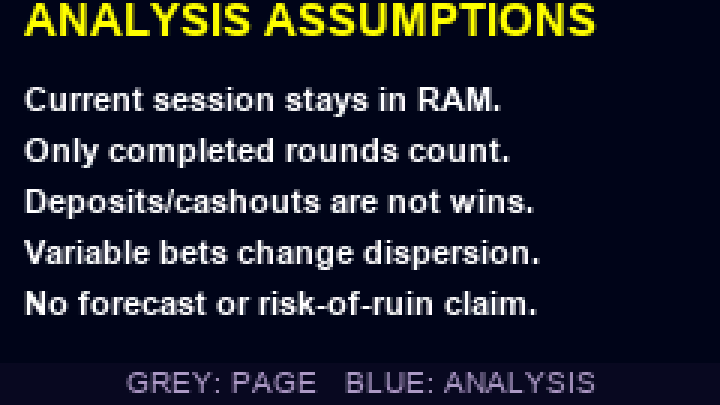 ANALYSIS ASSUMPTIONS
Current session stays in RAM.
Only completed rounds count.
Deposits/cashouts are not wins.
Variable bets change dispersion.
No forecast or risk-of-ruin claim.
GREY: PAGE BLUE: ANALYSIS